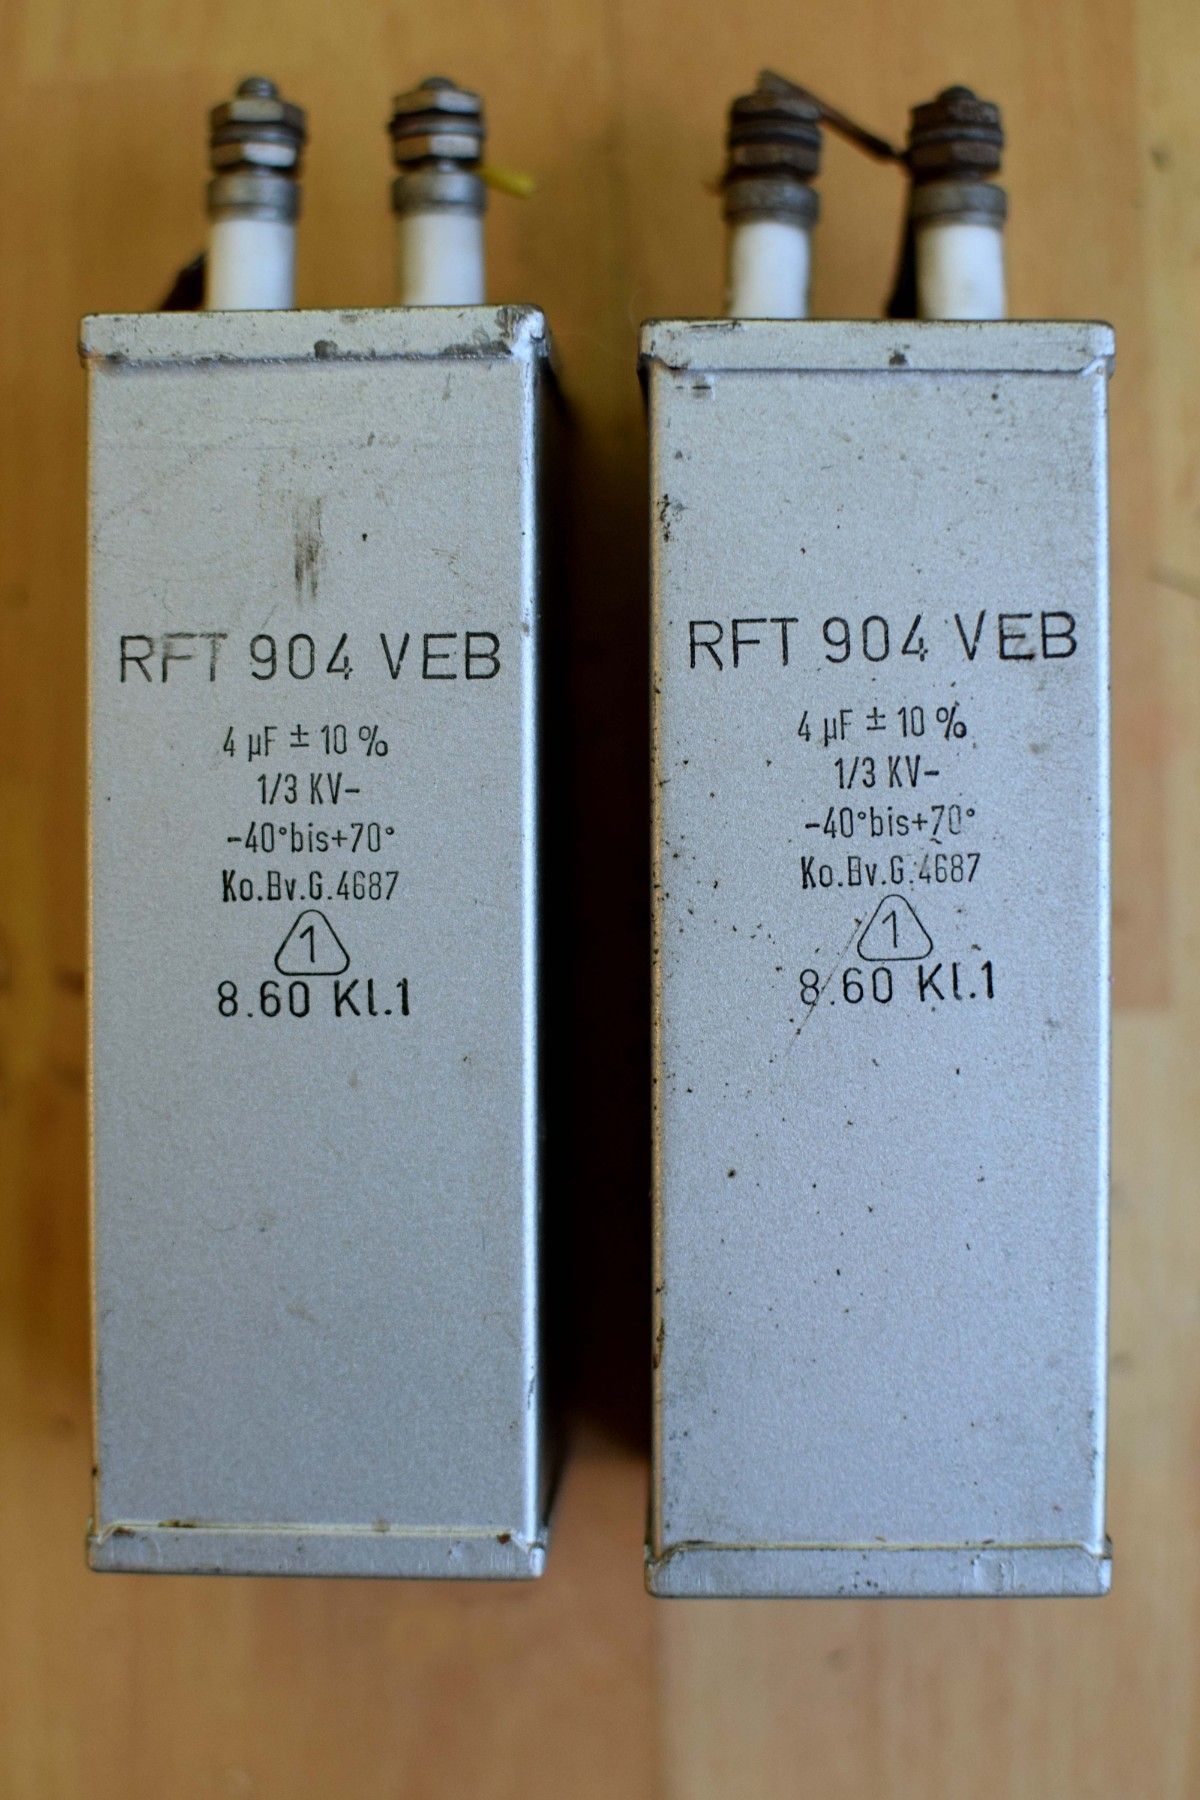 RFT 904 VEB
4 µF ± 10 %
1/3 KV-
-40°bis+70°
Ko.Bv.G.4687
1
8.60 Kl.1
RFT 904 VEB
4 µF ± 10 %
1/3 KV-
-40°bis+70°
Ko.Bv.G.4687
1
8.60 Kl.1